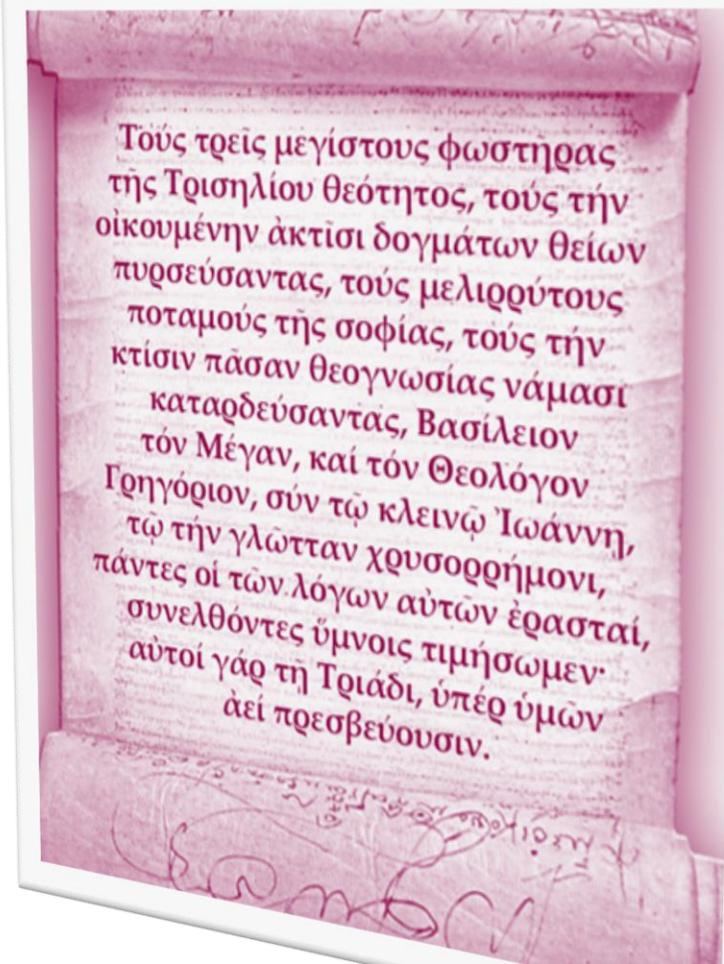 Τούς τρεῖς μεγίστους φωστῆρας
τῆς Τρισηλίου θεότητος, τούς τήν
οἰκουμένην ἀκτῖσι δογμάτων θείων
πυρσεύσαντας, τούς μελιρρύτους
ποταμούς τῆς σοφίας, τούς τήν
κτίσιν πᾶσαν θεογνωσίας νάμασι
καταρδεύσαντας, Βασίλειον
τόν Μέγαν, καί τόν Θεολόγον
Γρηγόριον, σύν τῷ κλεινῷ Ἰωάννῃ,
τῷ τήν γλῶτταν χρυσορρήμονι,
πάντες οἱ τῶν λόγων αὐτῶν ἐρασταί,
συνελθόντες ὕμνοις τιμήσωμεν·
αὐτοί γάρ τῇ Τριάδι, ὑπέρ ὑμῶν
ἀεί πρεσβεύουσιν.